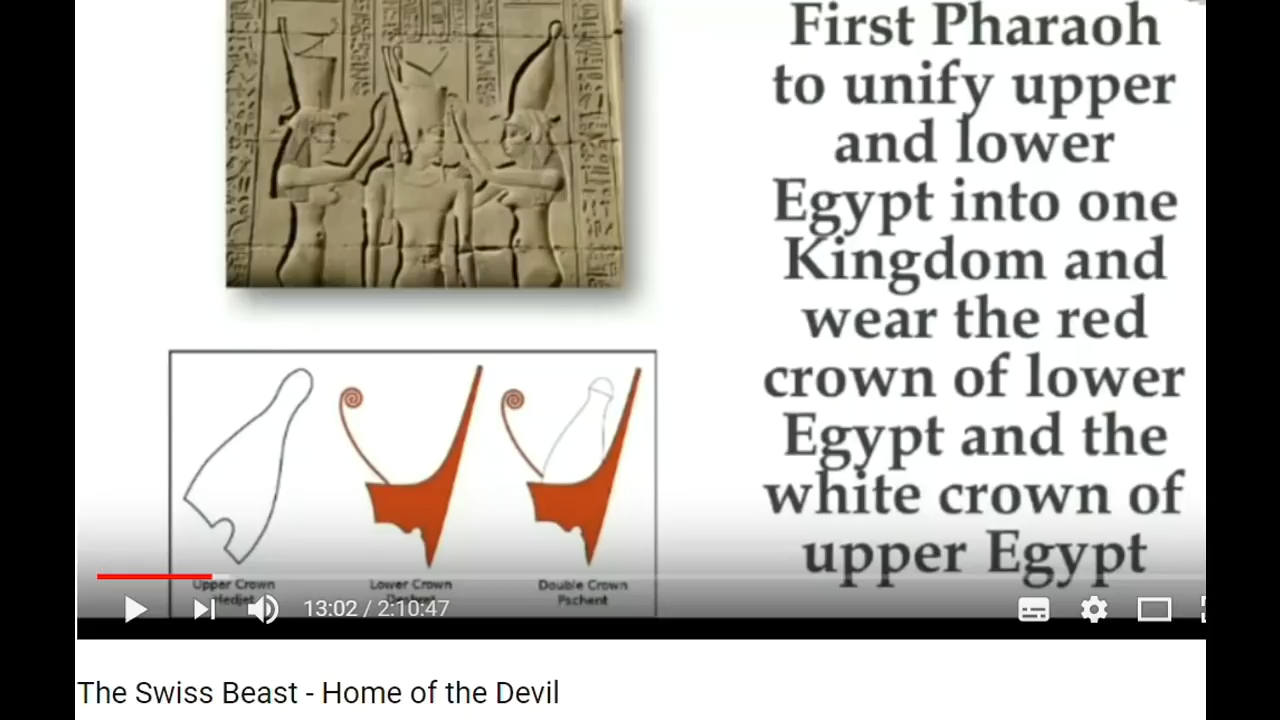 First Pharaoh
to unify upper
and lower
Egypt into one
Kingdom and
wear the red
crown of lower
Egypt and the
white crown of
upper Egypt
Upper Crown
Hedjet
Lower Crown
Deshret
Double Crown
Pschent
13:02 / 2:10:47
The Swiss Beast - Home of the Devil